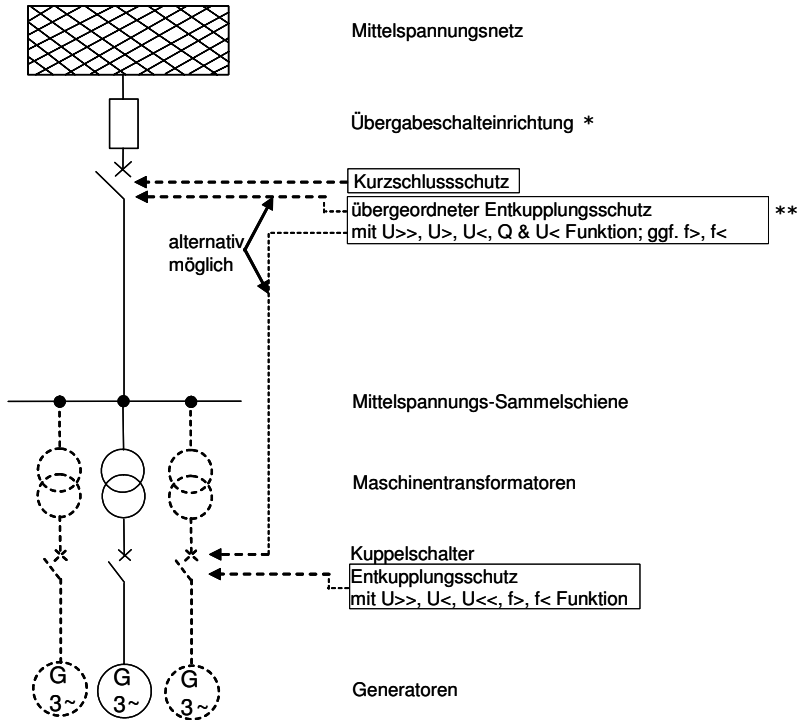 Mittelspannungsnetz
Übergabeschalteinrichtung *
Kurzschlussschutz
übergeordneter Entkupplungsschutz **
mit U>>, U>, U<, Q & U< Funktion; ggf. f>, f<
alternativ
möglich
Mittelspannungs-Sammelschiene
Maschinentransformatoren
Kuppelschalter
Entkupplungsschutz
mit U>>, U<, U<<, f>, f< Funktion
G
3~
G
3~
G
3~
Generatoren